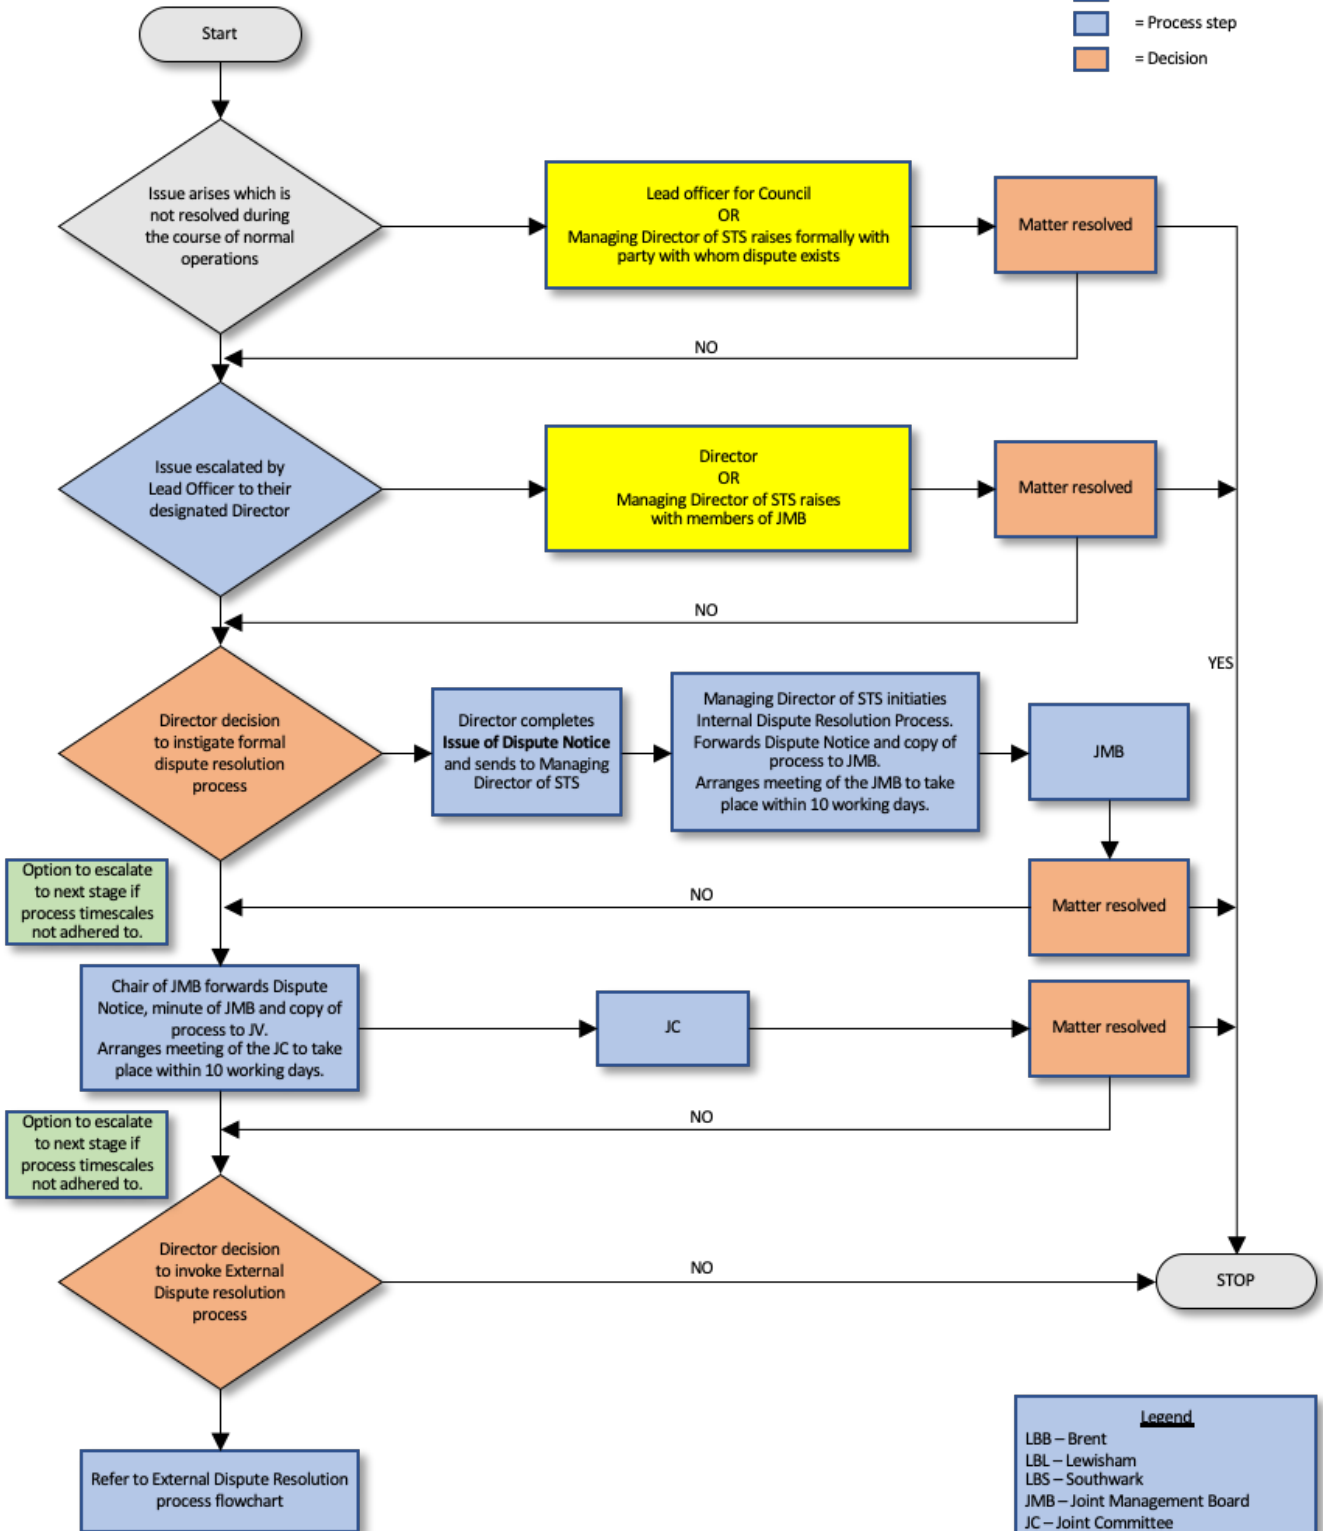 = Process step
= Decision
Start
Issue arises which is
not resolved during
the course of normal
operations
Lead officer for Council
OR
Managing Director of STS raises formally with
party with whom dispute exists
Matter resolved
NO
Issue escalated by
Lead Officer to their
designated Director
Director
OR
Managing Director of STS raises
with members of JMB
Matter resolved
NO
YES
Director decision
to instigate formal
dispute resolution
process
Director completes
Issue of Dispute Notice
and sends to Managing
Director of STS
Managing Director of STS initiaties
Internal Dispute Resolution Process.
Forwards Dispute Notice and copy of
process to JMB.
Arranges meeting of the JMB to take
place within 10 working days.
JMB
Option to escalate
to next stage if
process timescales
not adhered to.
NO
Matter resolved
Chair of JMB forwards Dispute
Notice, minute of JMB and copy of
process to JV.
Arranges meeting of the JC to take
place within 10 working days.
JC
Matter resolved
NO
Option to escalate
to next stage if
process timescales
not adhered to.
Director decision
to invoke External
Dispute resolution
process
NO
STOP
Refer to External Dispute Resolution
process flowchart
Legend
LBB – Brent
LBL – Lewisham
LBS – Southwark
JMB – Joint Management Board
JC – Joint Committee